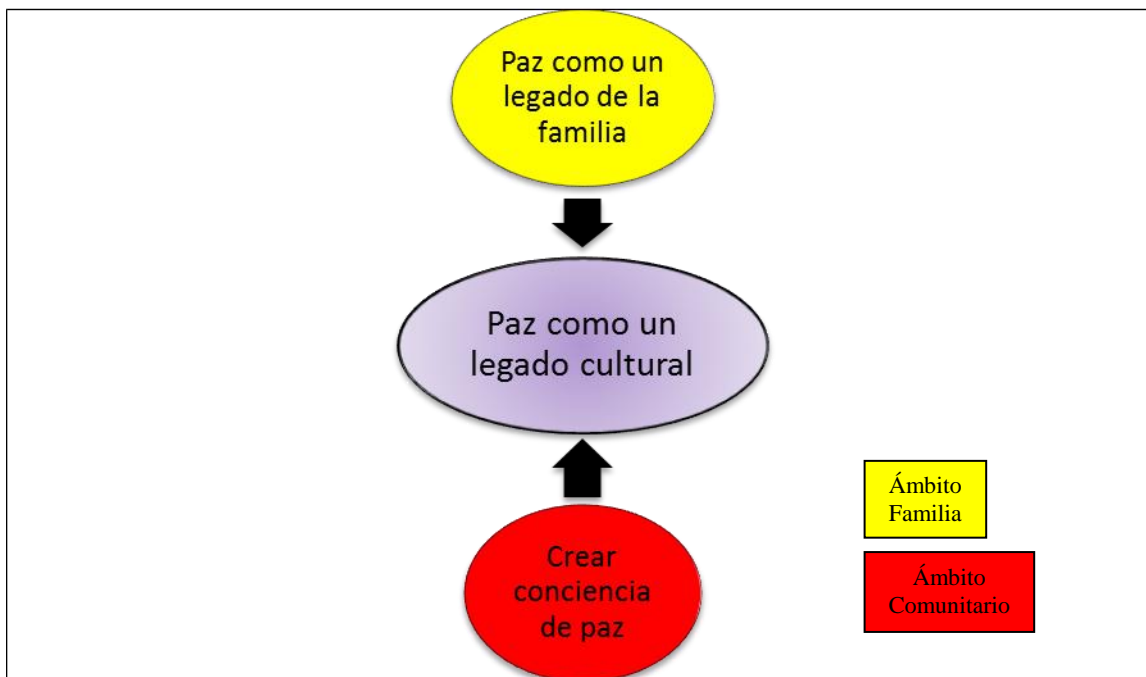 Paz como un
legado de la
familia
Paz como un
legado cultural
Crear
conciencia
de paz
Ámbito
Familia
Ámbito
Comunitario